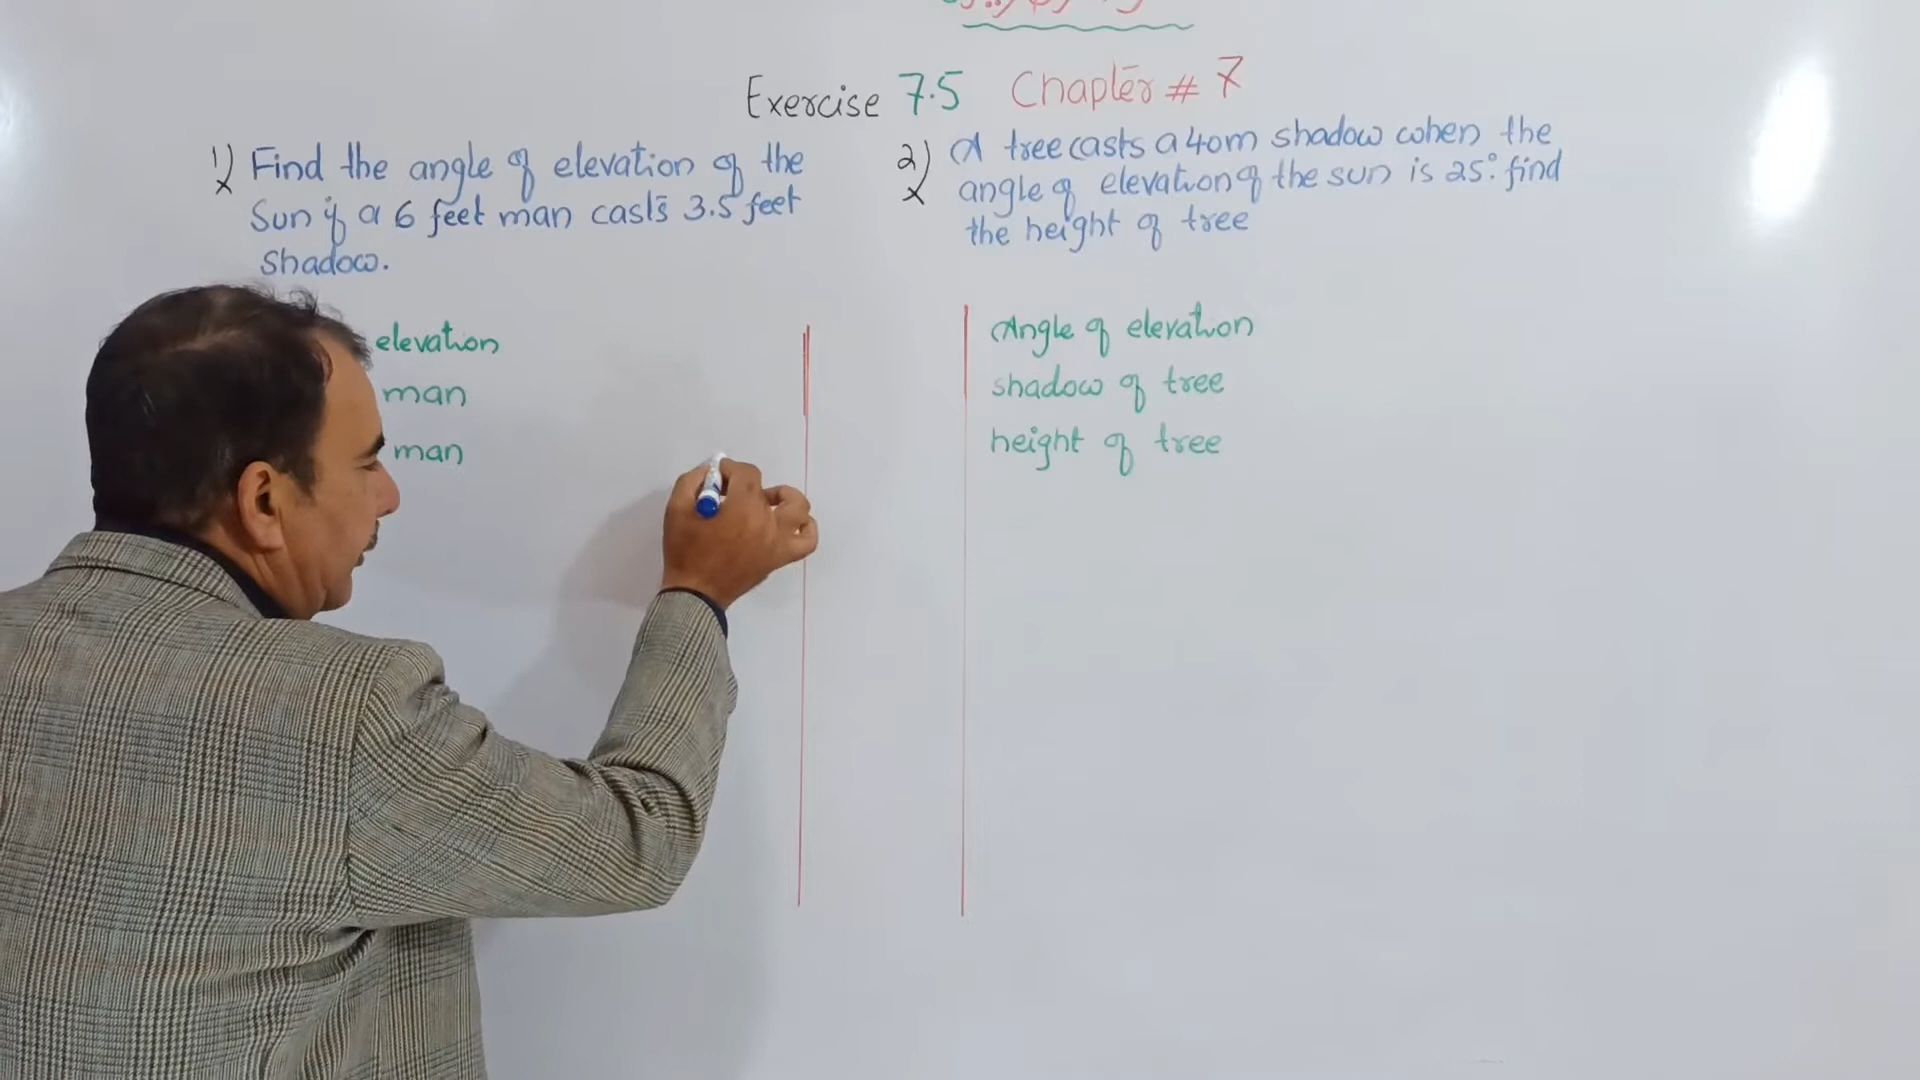 Exercise 7.5 Chapter # 7
1) Find the angle of elevation of the
Sun if a 6 feet man casts 3.5 feet
Shadow.
2) A tree casts a 40m shadow when the
angle of elevation of the sun is 25°. find
the height of tree
elevation
man
man
Angle of elevation
shadow of tree
height of tree